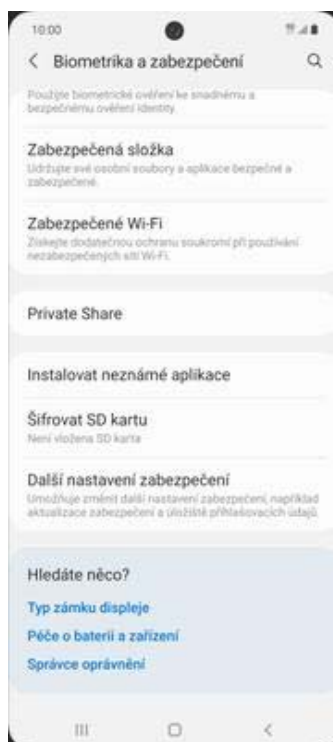 10:00
Biometrika a zabezpečení
Použijte biometrické ověření ke snadnému a
bezpečnému ověření identity.
Zabezpečená složka
Udržujte své osobní soubory a aplikace bezpečné a
zabezpečené.
Zabezpečené Wi-Fi
Získejte dodatečnou ochranu soukromí při používání
nezabezpečených sítí Wi-Fi.
Private Share
Instalovat neznámé aplikace
Šifrovat SD kartu
Není vložena SD karta
Další nastavení zabezpečení
Umožňuje změnit další nastavení zabezpečení, například
aktualizace zabezpečení a úložiště přihlašovacích údajů.
Hledáte něco?
Typ zámku displeje
Péče o baterii a zařízení
Správce oprávnění